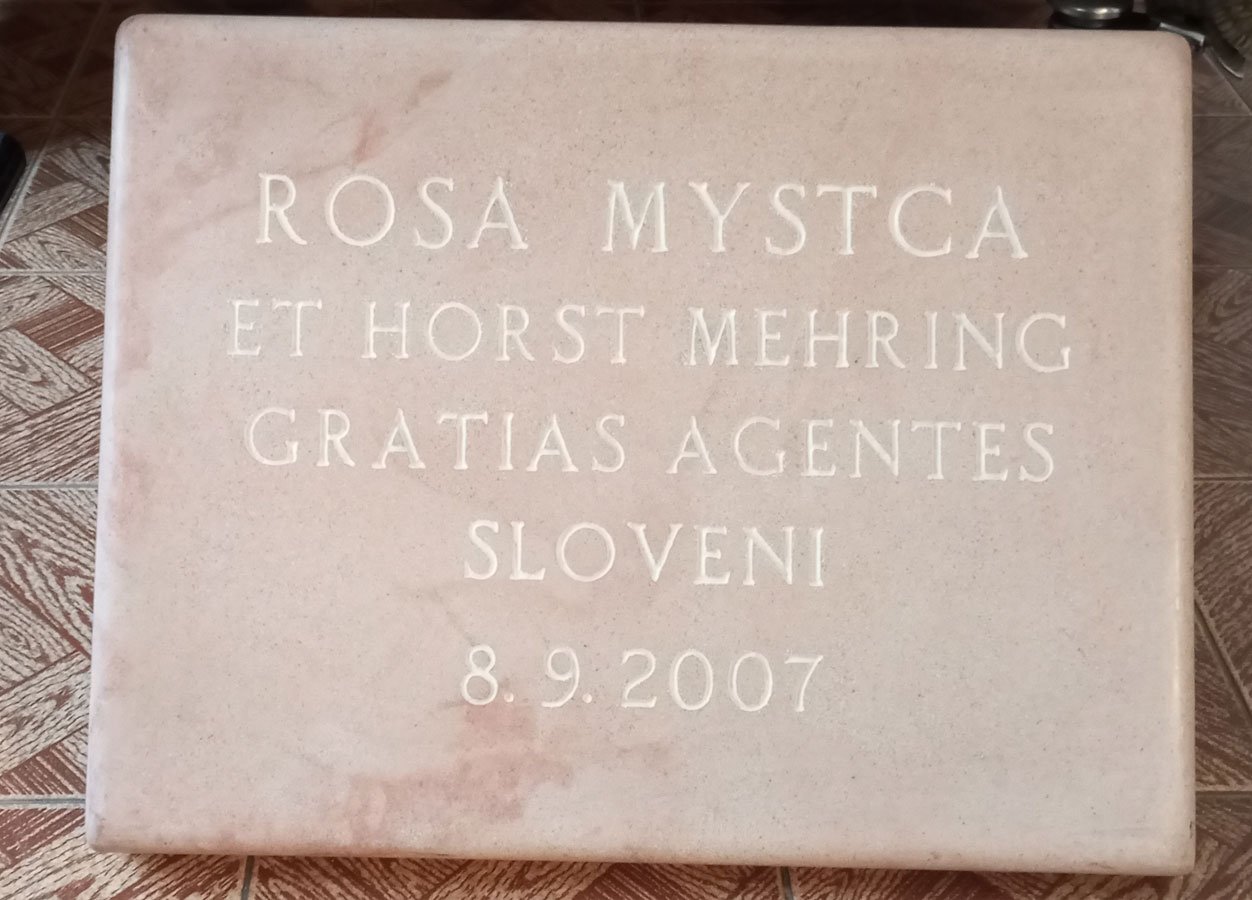 ROSA MYSTCA
ET HORST MEHRING
GRATIAS AGENTES
SLOVENI
8. 9. 2007